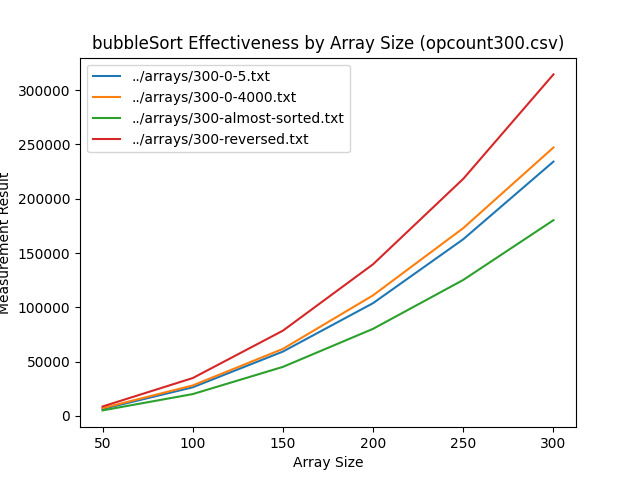 bubbleSort Effectiveness by Array Size (opcount300.csv)
../arrays/300-0-5.txt
../arrays/300-0-4000.txt
../arrays/300-almost-sorted.txt
../arrays/300-reversed.txt
Measurement Result
300000
250000
200000
150000
100000
50000
0
50 100 150 200 250 300
Array Size